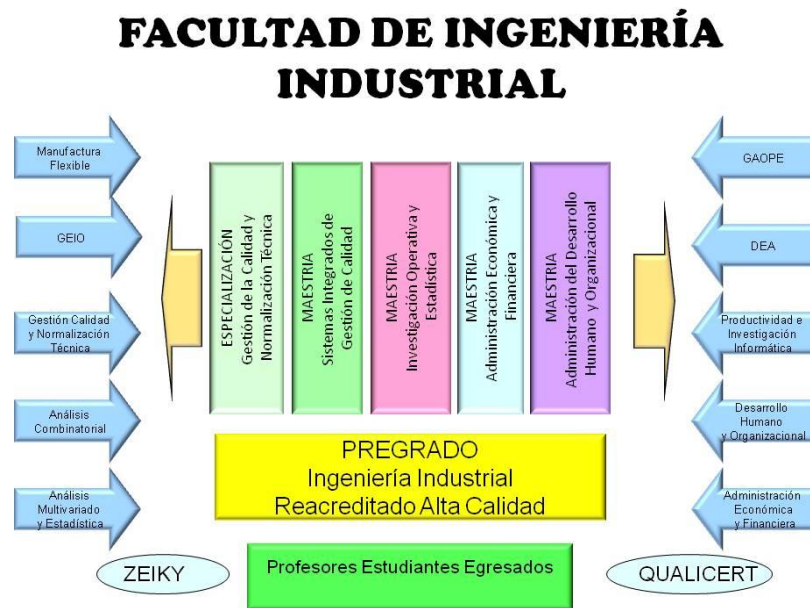 FACULTAD DE INGENIERÍA
INDUSTRIAL
Manufactura
Flexible
GEIO
Gestión Calidad
y Normalización
Técnica
Análisis
Combinatorial
Análisis
Multivariado
y Estadística
ESPECIALIZACIÓN
Gestión de la Calidad y
Normalización Técnica
MAESTRIA
Sistemas Integrados de
Gestión de Calidad
MAESTRIA
Investigación Operativa y
Estadística
MAESTRIA
Administración Económica y
Financiera
MAESTRIA
Administración del Desarrollo
Humano y Organizacional
GAOPE
DEA
Productividad e
Investigación
Informática
Desarrollo
Humano
y Organizacional
Administración
Económica
y Financiera
PREGRADO
Ingeniería Industrial
Reacreditado Alta Calidad
ZEIKY
Profesores Estudiantes Egresados
QUALICERT